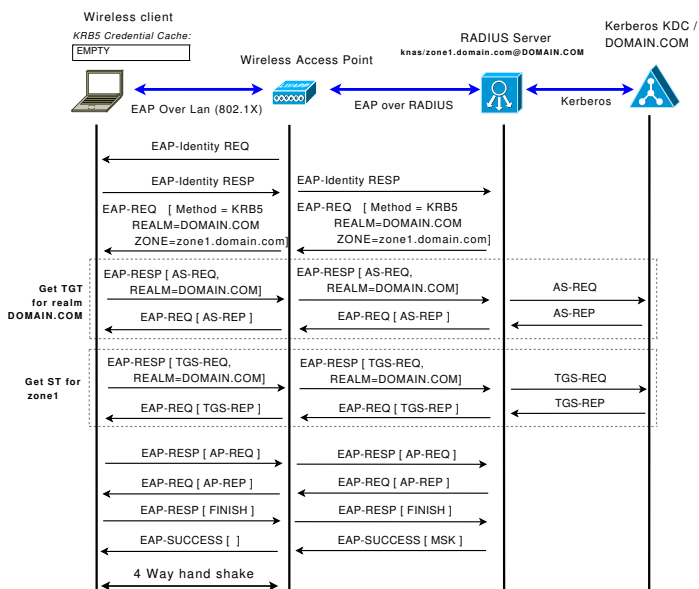 Wireless client
KRB5 Credential Cache:
EMPTY
Wireless Access Point
RADIUS Server
knas/zone1.domain.com@DOMAIN.COM
Kerberos KDC /
DOMAIN.COM
EAP Over Lan (802.1X)
EAP over RADIUS
Kerberos
EAP-Identity REQ
EAP-Identity RESP
EAP-Identity RESP
EAP-REQ [ Method = KRB5
REALM=DOMAIN.COM
ZONE=zone1.domain.com]
EAP-REQ [ Method = KRB5
REALM=DOMAIN.COM
ZONE=zone1.domain.com]
Get TGT
for realm
DOMAIN.COM
EAP-RESP [ AS-REQ,
REALM=DOMAIN.COM]
EAP-RESP [ AS-REQ,
REALM=DOMAIN.COM]
AS-REQ
EAP-REQ [ AS-REP ]
EAP-REQ [ AS-REP ]
AS-REP
Get ST for
zone1
EAP-RESP [ TGS-REQ,
REALM=DOMAIN.COM]
EAP-RESP [ TGS-REQ,
REALM=DOMAIN.COM]
TGS-REQ
EAP-REQ [ TGS-REP ]
EAP-REQ [ TGS-REP ]
TGS-REP
EAP-RESP [ AP-REQ ]
EAP-RESP [ AP-REQ ]
EAP-REQ [ AP-REP ]
EAP-REQ [ AP-REP ]
EAP-RESP [ FINISH ]
EAP-RESP [ FINISH ]
EAP-SUCCESS [ ]
EAP-SUCCESS [ MSK ]
4 Way hand shake